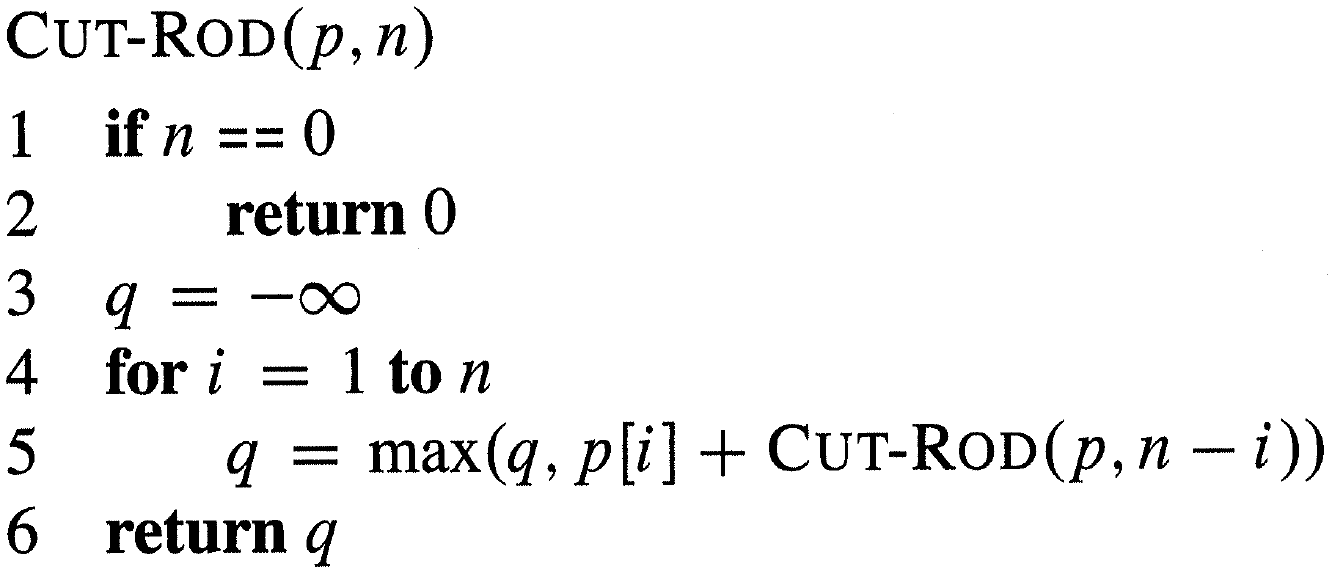 CUT-ROD(p, n)
1 if n == 0
2 return 0
3 q = −∞
4 for i = 1 to n
5 q = max(q, p[i] + CUT-ROD(p, n − i))
6 return q